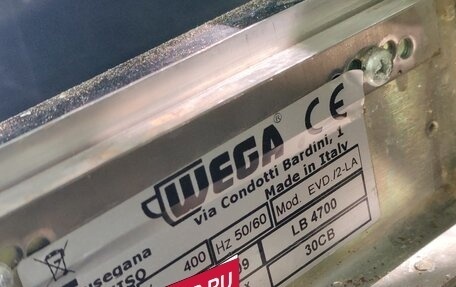 WEGA® CE
via Condotti Bardini, 1
Made in Italy
Susegana
400 Hz 50/60 Mod. EVD./2-LA
LB 4700
30CB